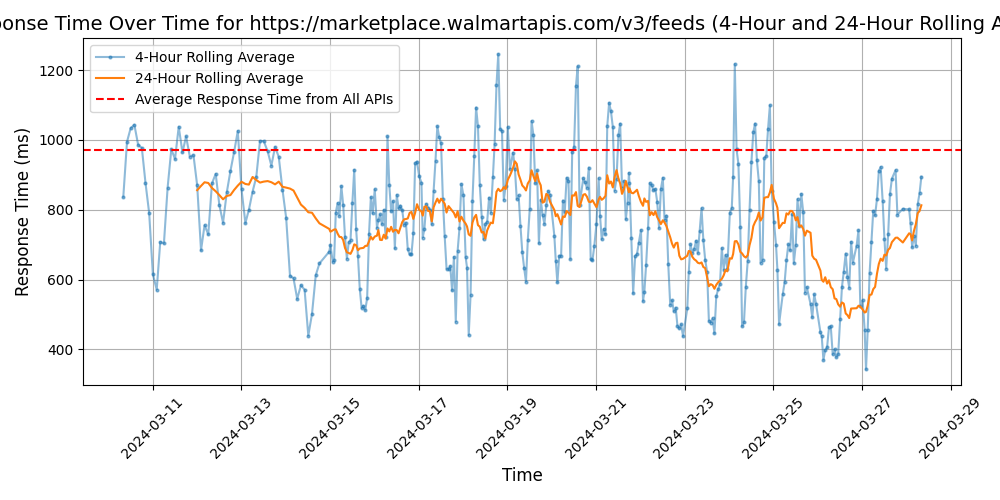 onse Time Over Time for https://marketplace.walmartapis.com/v3/feeds (4-Hour and 24-Hour Rolling A
4-Hour Rolling Average
24-Hour Rolling Average
Average Response Time from All APIs
Response Time (ms)
1200
1000
800
600
400
2024-03-11
2024-03-13
2024-03-15
2024-03-17
2024-03-19
2024-03-21
2024-03-23
2024-03-25
2024-03-27
2024-03-29
Time